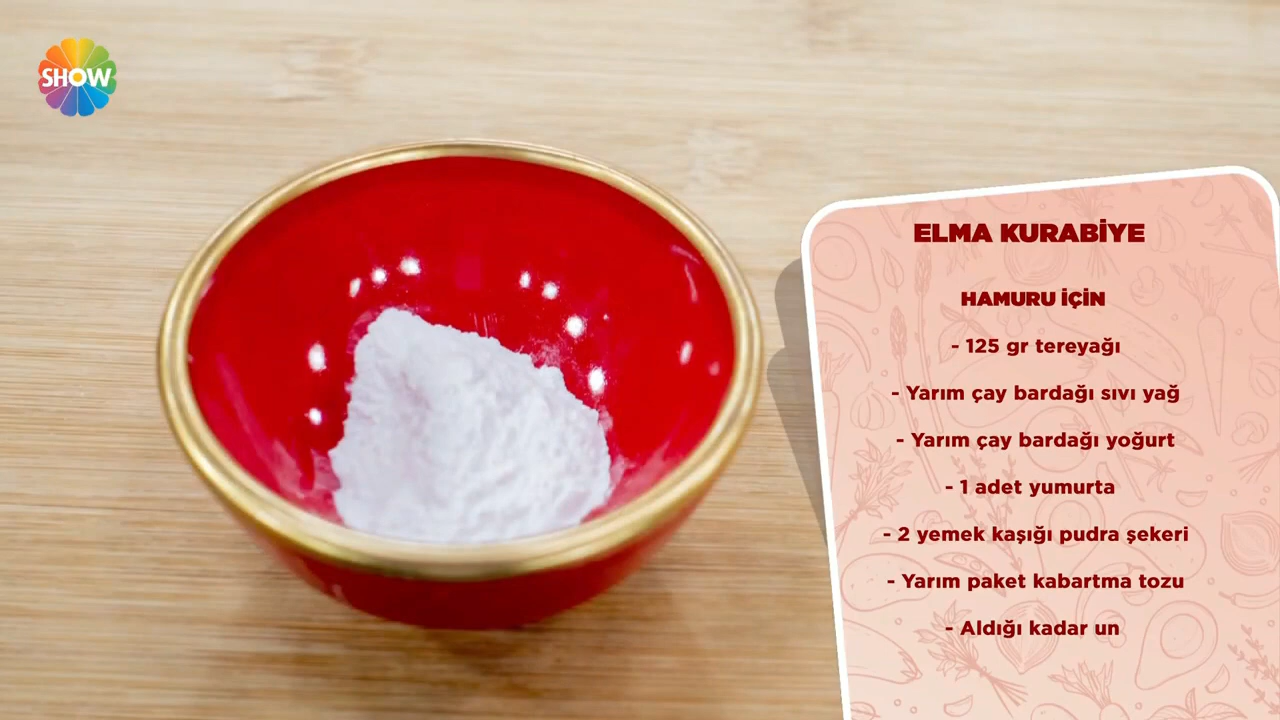 SHOW
ELMA KURABİYE
HAMURU İÇİN
- 125 gr tereyağı
- Yarım çay bardağı sıvı yağ
- Yarım çay bardağı yoğurt
- 1 adet yumurta
- 2 yemek kaşığı pudra şekeri
- Yarım paket kabartma tozu
- Aldığı kadar un